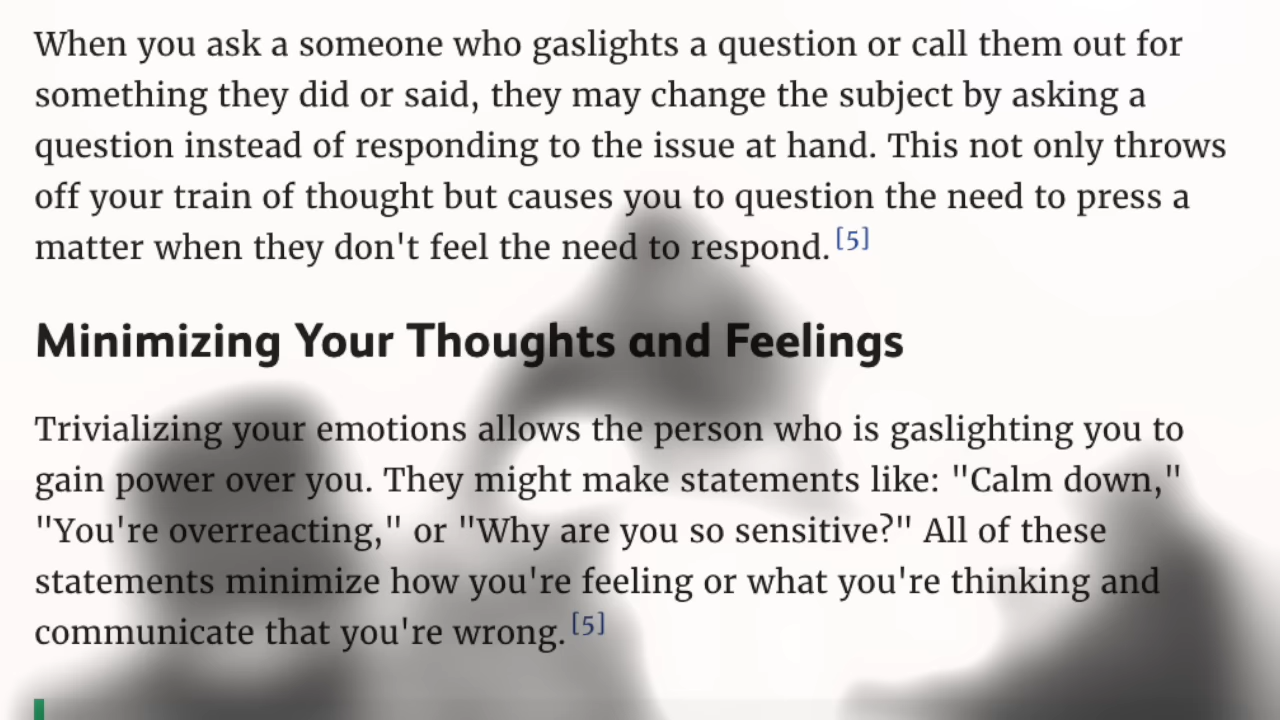 When you ask a someone who gaslights a question or call them out for
something they did or said, they may change the subject by asking a
question instead of responding to the issue at hand. This not only throws
off your train of thought but causes you to question the need to press a
matter when they don't feel the need to respond.[5]
Minimizing Your Thoughts and Feelings
Trivializing your emotions allows the person who is gaslighting you to
gain power over you. They might make statements like: "Calm down,"
"You're overreacting," or "Why are you so sensitive?" All of these
statements minimize how you're feeling or what you're thinking and
communicate that you're wrong.[5]